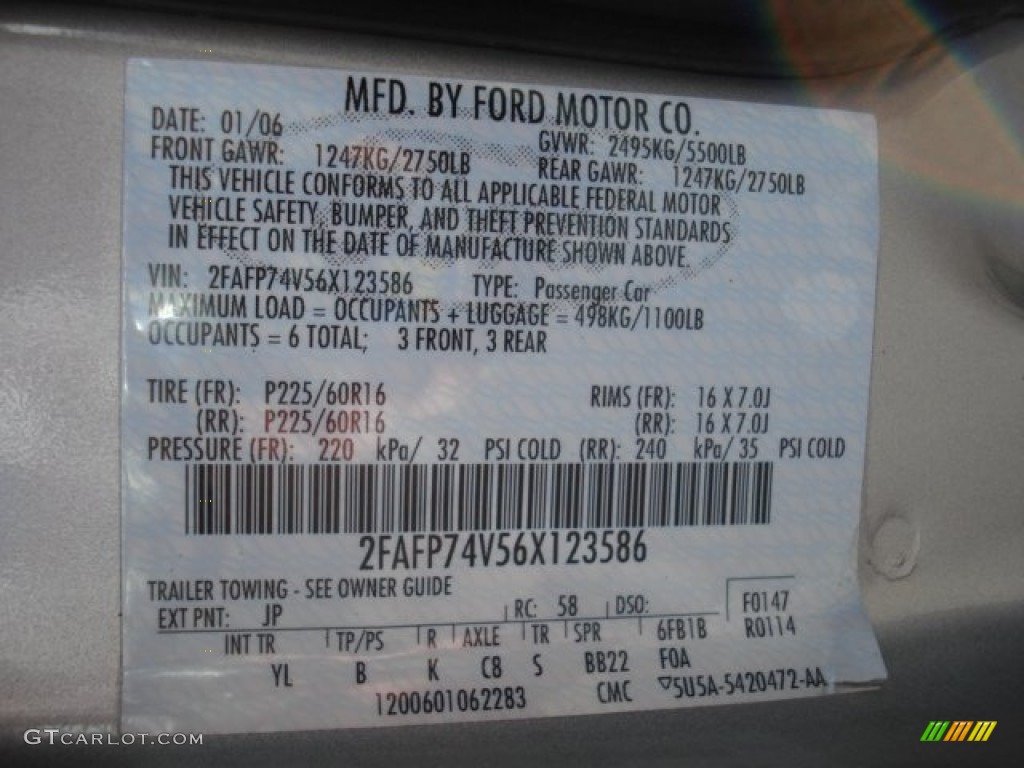 MFD. BY FORD MOTOR CO.
DATE: 01/06 GVWR: 2495KG/5500LB
FRONT GAWR: 1247KG/2750LB REAR GAWR: 1247KG/2750LB
THIS VEHICLE CONFORMS TO ALL APPLICABLE FEDERAL MOTOR
VEHICLE SAFETY, BUMPER, AND THEFT PREVENTION STANDARDS
IN EFFECT ON THE DATE OF MANUFACTURE SHOWN ABOVE.
VIN: 2FAFP74V56X123586 TYPE: Passenger Car
MAXIMUM LOAD = OCCUPANTS + LUGGAGE = 498KG/1100LB
OCCUPANTS = 6 TOTAL; 3 FRONT, 3 REAR
TIRE (FR): P225/60R16 RIMS (FR): 16 X 7.0J
(RR): P225/60R16 (RR): 16 X 7.0J
PRESSURE (FR): 220 kPa/ 32 PSI COLD (RR): 240 kPa/ 35 PSI COLD
2FAFP74V56X123586
TRAILER TOWING - SEE OWNER GUIDE
EXT PNT: JP RC: 58 DSO: F0147
INT TR TP/PS R AXLE TR SPR 6FB1B R0114
YL B K C8 S BB22 F0A
1200601062283 CMC ▽5U5A-5420472-AA
GTCARLOT.COM